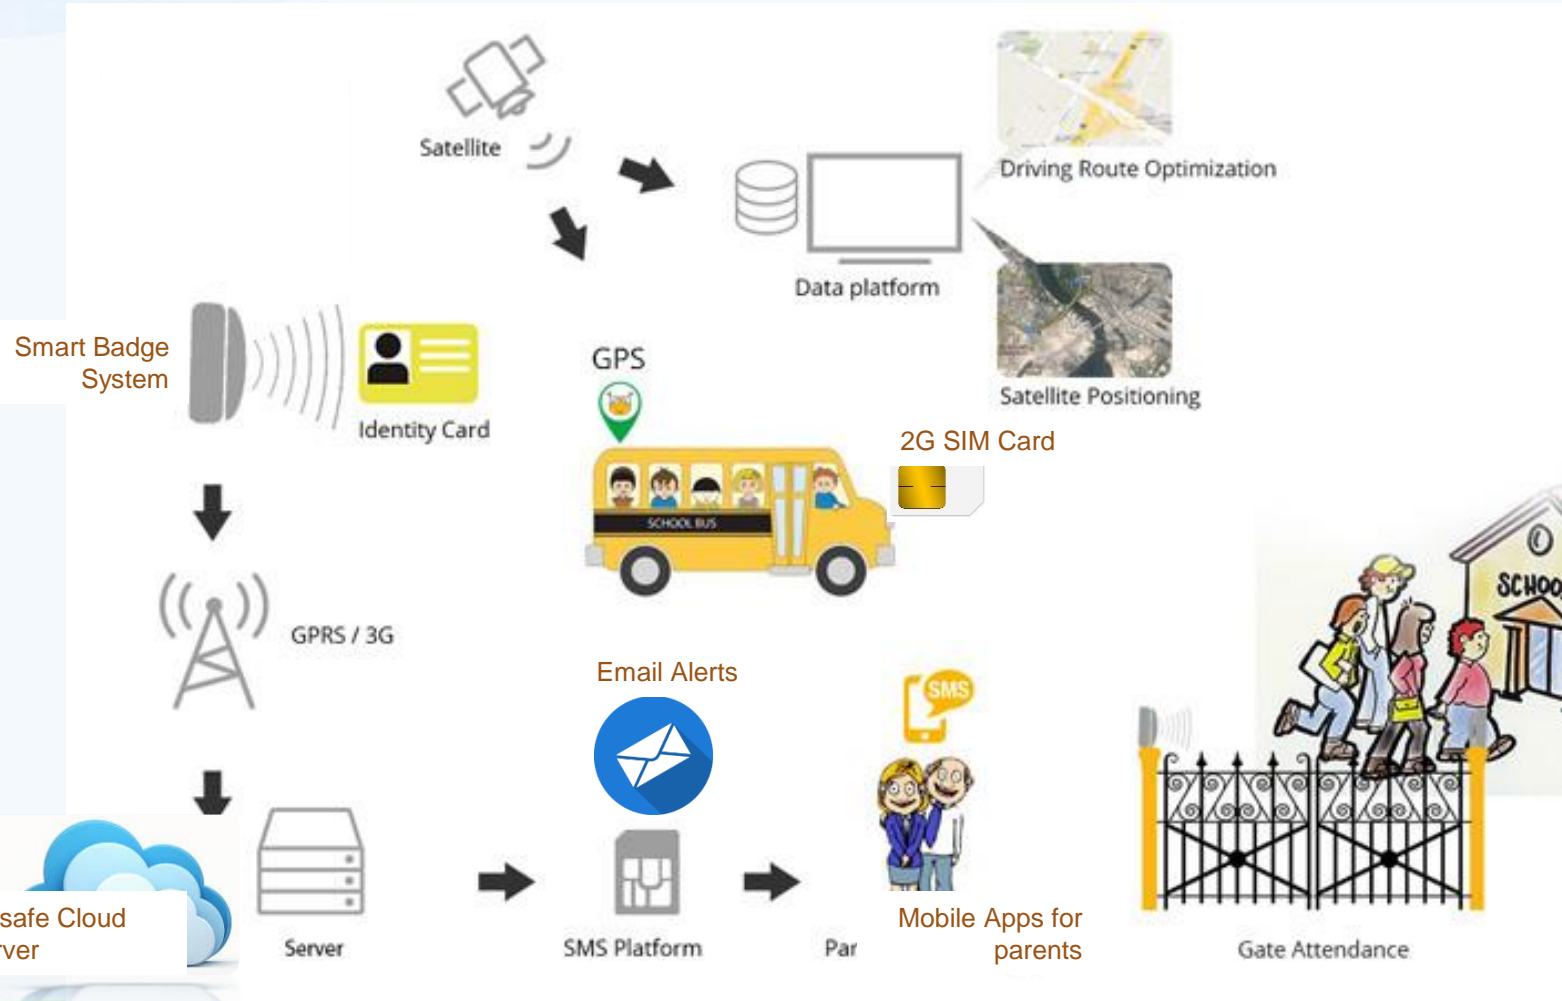 Satellite
Driving Route Optimization
Data platform
Smart Badge
System
Identity Card
GPS
Satellite Positioning
2G SIM Card
SCHOOL BUS
GPRS / 3G
SCHOO
Email Alerts
SMS
safe Cloud
rver
Server
SMS Platform
Par
Mobile Apps for
parents
Gate Attendance